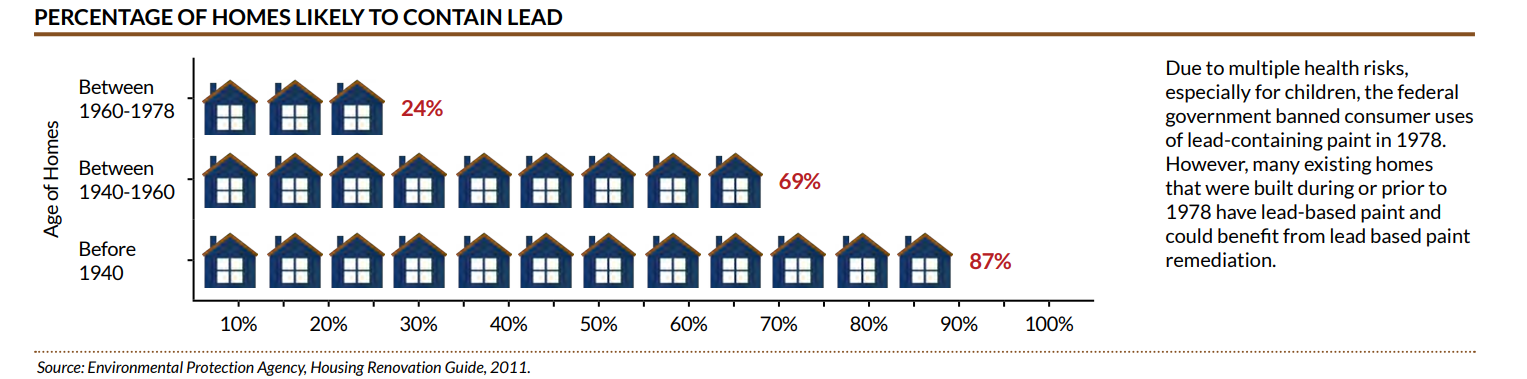 PERCENTAGE OF HOMES LIKELY TO CONTAIN LEAD
Age of Homes
Between
1960-1978
24%
Between
1940-1960
69%
Before
1940
87%
10% 20% 30% 40% 50% 60% 70% 80% 90% 100%
Due to multiple health risks,
especially for children, the federal
government banned consumer uses
of lead-containing paint in 1978.
However, many existing homes
that were built during or prior to
1978 have lead-based paint and
could benefit from lead based paint
remediation.
Source: Environmental Protection Agency, Housing Renovation Guide, 2011.